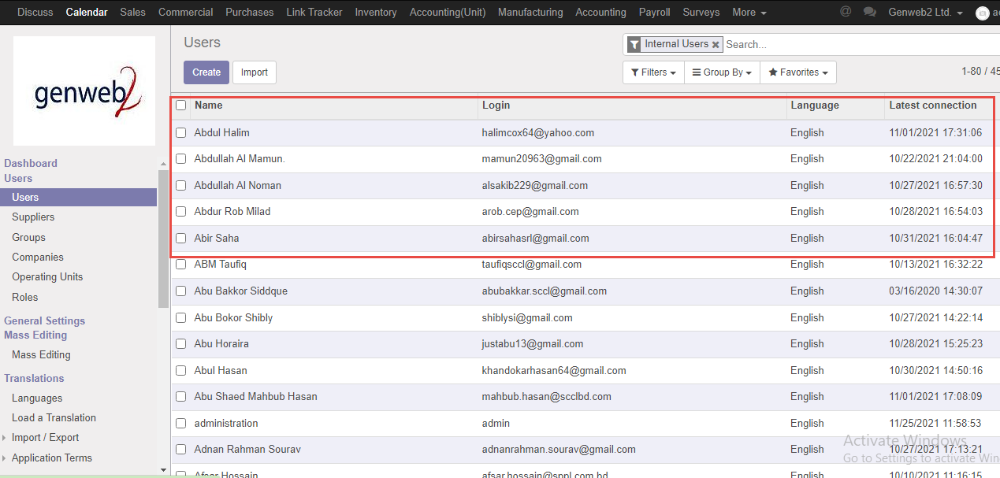 Discuss Calendar Sales Commercial Purchases Link Tracker Inventory Accounting(Unit) Manufacturing Accounting Payroll Surveys More @ Genweb2 Ltd.
genweb2
Dashboard
Users
Users
Suppliers
Groups
Companies
Operating Units
Roles
General Settings
Mass Editing
Mass Editing
Translations
Languages
Load a Translation
Import / Export
Application Terms
Users
Internal Users Search...
Create Import
Filters Group By Favorites 1-80 / 45
Name Login Language Latest connection
Abdul Halim halimcox64@yahoo.com English 11/01/2021 17:31:06
Abdullah Al Mamun. mamun20963@gmail.com English 10/22/2021 21:04:00
Abdullah Al Noman alsakib229@gmail.com English 10/27/2021 16:57:30
Abdur Rob Milad arob.cep@gmail.com English 10/28/2021 16:54:03
Abir Saha abirsahasrl@gmail.com English 10/31/2021 16:04:47
ABM Taufiq taufiqsccl@gmail.com English 10/13/2021 16:32:22
Abu Bakkor Siddque abubakkar.sccl@gmail.com English 03/16/2020 14:30:07
Abu Bokor Shibly shiblysi@gmail.com English 10/27/2021 14:22:14
Abu Horaira justabu13@gmail.com English 10/28/2021 15:25:23
Abul Hasan khandokarhasan64@gmail.com English 10/30/2021 14:50:16
Abu Shaed Mahbub Hasan mahbub.hasan@scclbd.com English 11/01/2021 17:08:09
administration admin English 11/25/2021 11:58:53
Adnan Rahman Sourav adnanrahman.sourav@gmail.com English 10/27/2021 17:13:21
Afsar Hossain afsar.hossain@sppl.com.bd English 10/10/2021 11:16:15
Activate Windows
Go to Settings to activate Win